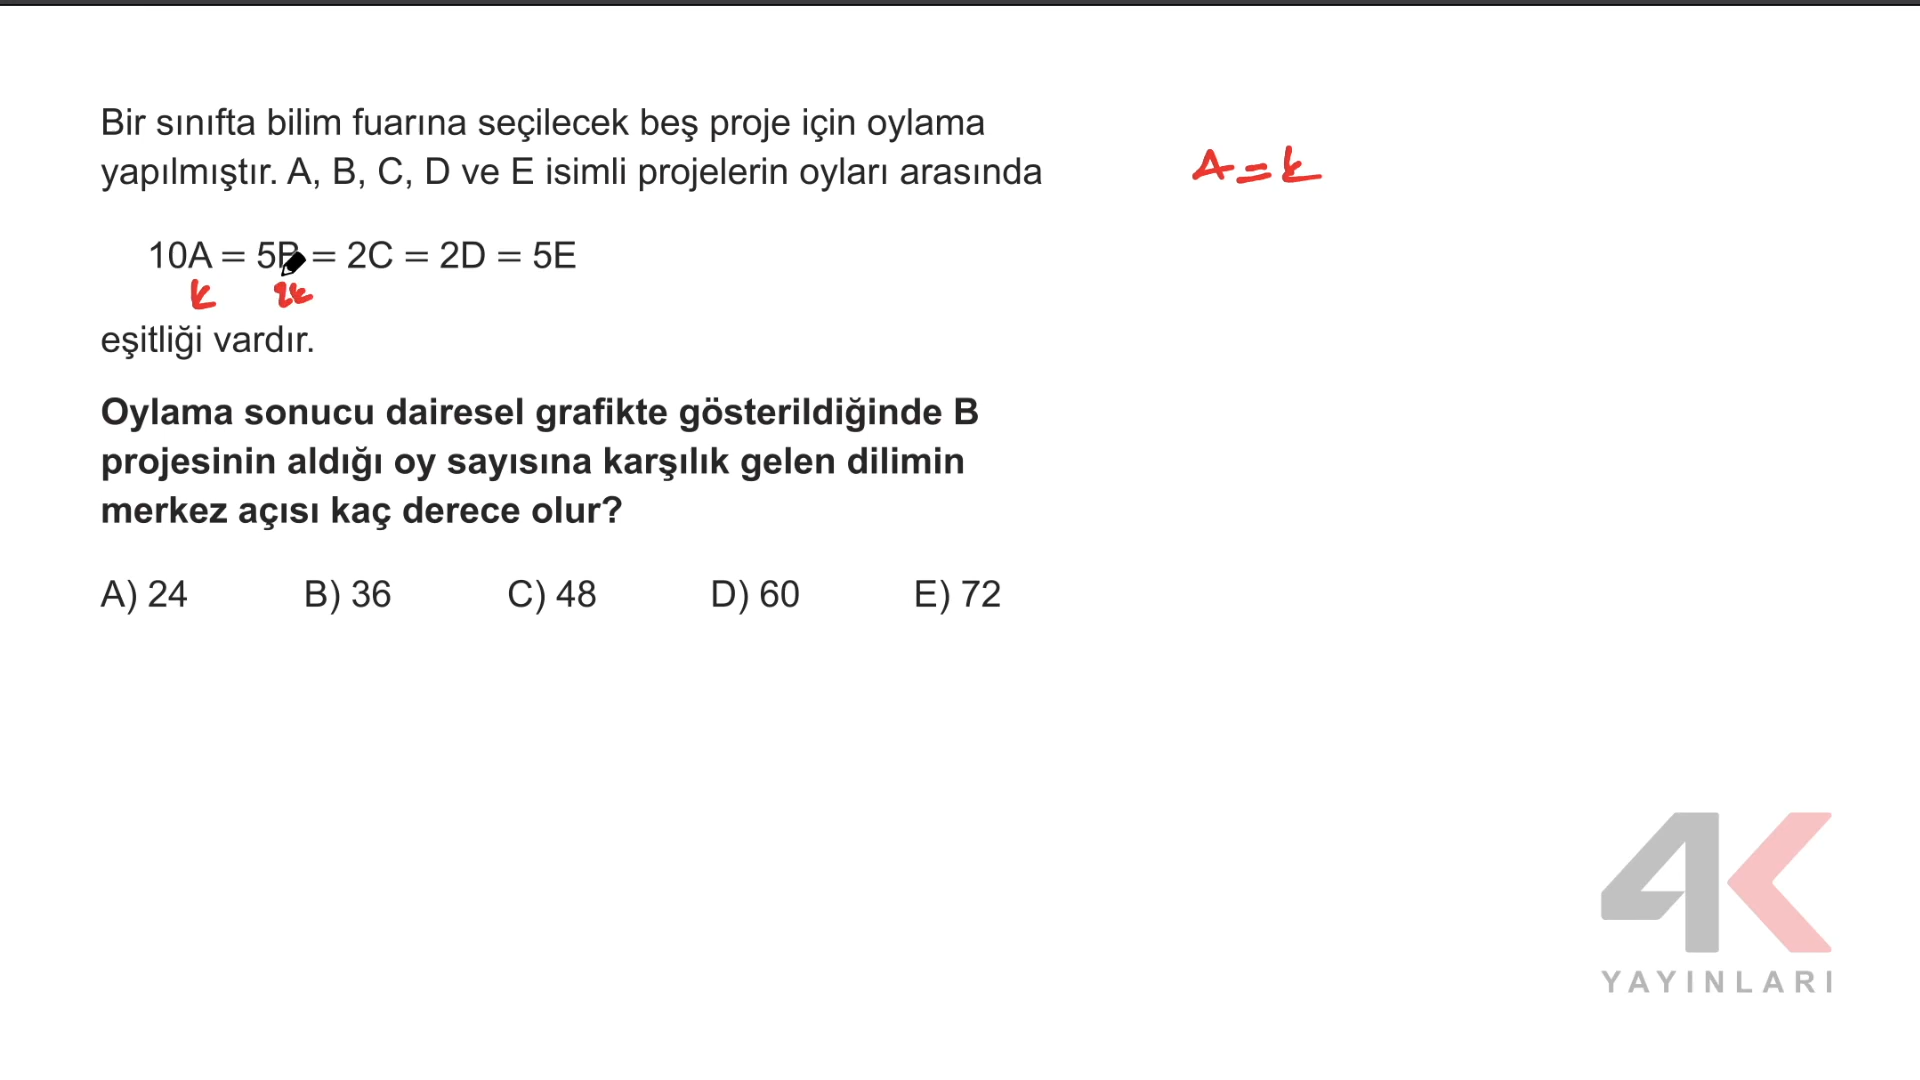 Bir sınıfta bilim fuarına seçilecek beş proje için oylama
yapılmıştır. A, B, C, D ve E isimli projelerin oyları arasında
A = k
10A = 5B = 2C = 2D = 5E
k 2k
eşitliği vardır.
Oylama sonucu dairesel grafikte gösterildiğinde B
projesinin aldığı oy sayısına karşılık gelen dilimin
merkez açısı kaç derece olur?
A) 24 B) 36 C) 48 D) 60 E) 72
4K
YAYINLARI